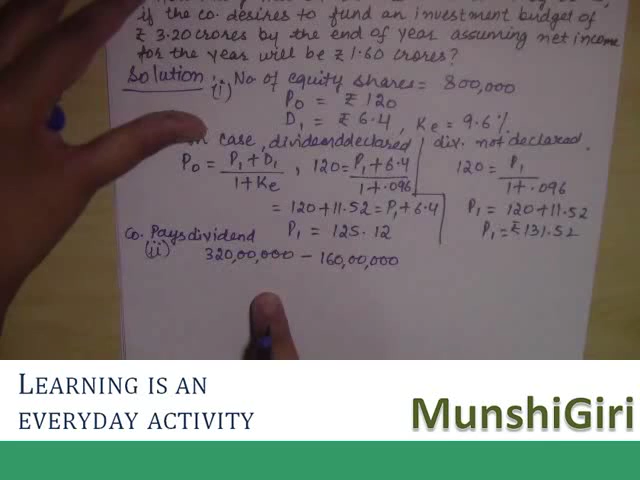 if the co. desires to fund an investment budget of
₹ 3.20 crores by the end of year assuming net income
for the year will be ₹ 1.60 crores?
Solution (i) No. of equity shares = 800,000
P₀ = ₹ 120
D₁ = ₹ 6.4, Ke = 9.6%
case, dividend declared
P₀ = P₁ + D₁ / 1 + Ke, 120 = P₁ + 6.4 / 1 + .096
= 120 + 11.52 = P₁ + 6.4
P₁ = 125.12
div. not declared
120 = P₁ / 1 + .096
P₁ = 120 + 11.52
P₁ = ₹ 131.52
Co. Pays dividend
(ii) 320,00,000 – 160,00,000
LEARNING IS AN
EVERYDAY ACTIVITY
MunshiGiri